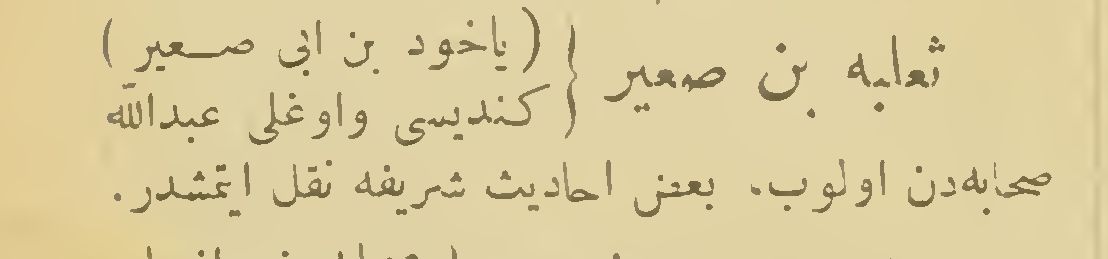 ثعلبه بن صعیر { (یاخود بن ابی صعیر)
کندیسی واوغلی عبدالله
صحابه‌دن اولوب، بعض احادیث شریفه نقل ایتمشدر.